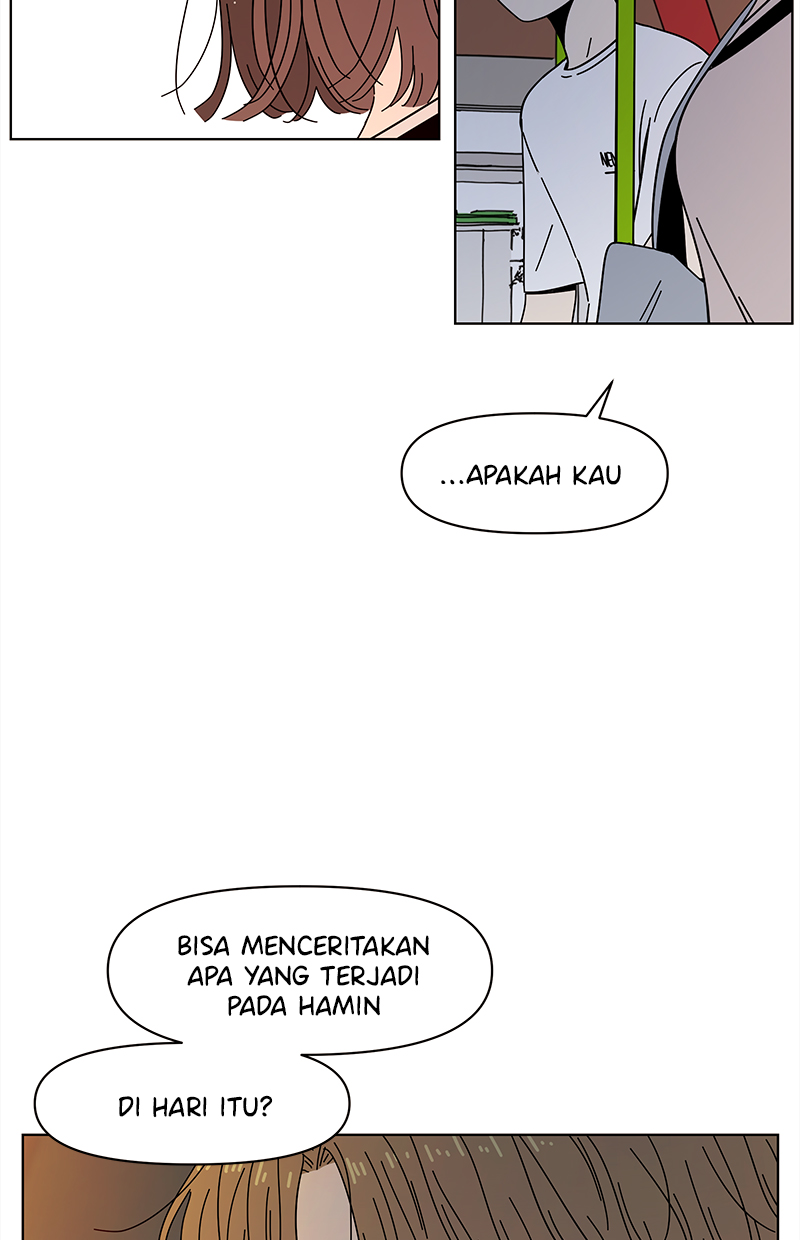 ...APAKAH KAU
BISA MENCERITAKAN
APA YANG TERJADI
PADA HAMIN
DI HARI ITU?